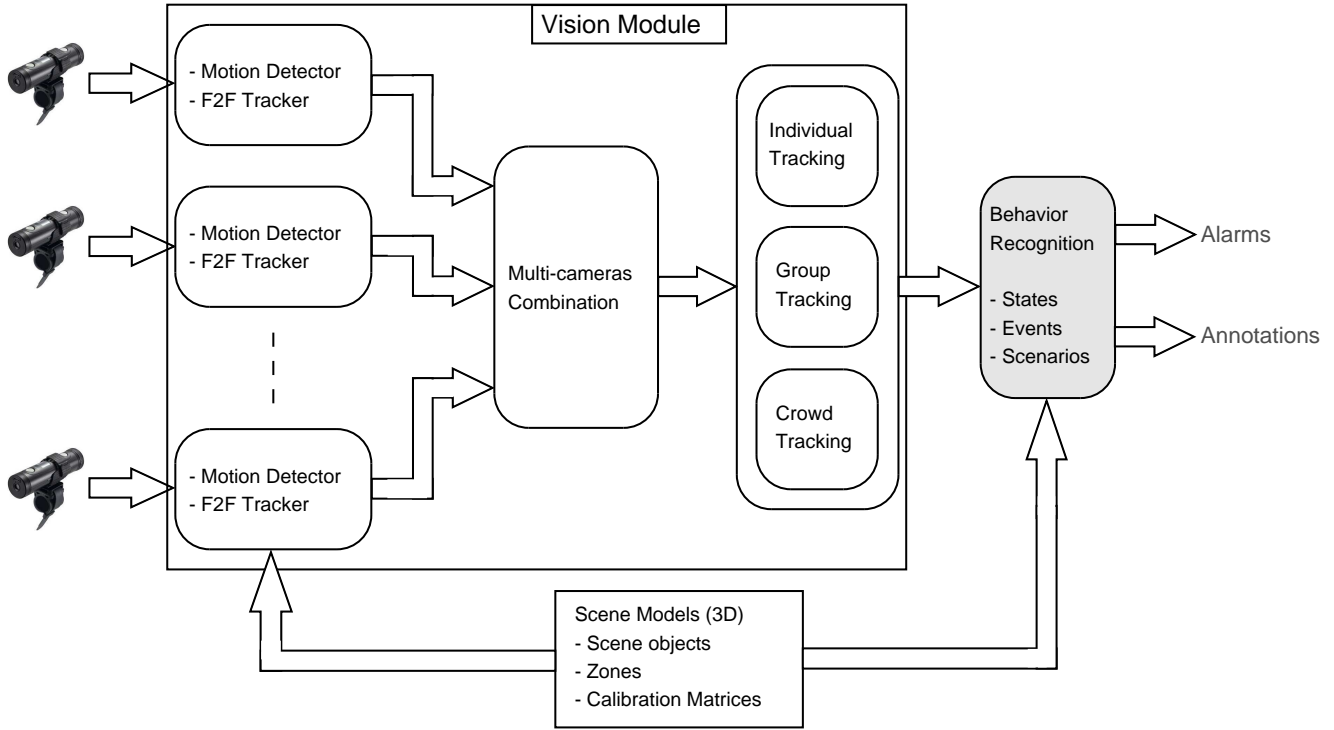 Vision Module
- Motion Detector
- F2F Tracker
- Motion Detector
- F2F Tracker
- Motion Detector
- F2F Tracker
Multi-cameras
Combination
Individual
Tracking
Group
Tracking
Crowd
Tracking
Behavior
Recognition
- States
- Events
- Scenarios
Alarms
Annotations
Scene Models (3D)
- Scene objects
- Zones
- Calibration Matrices